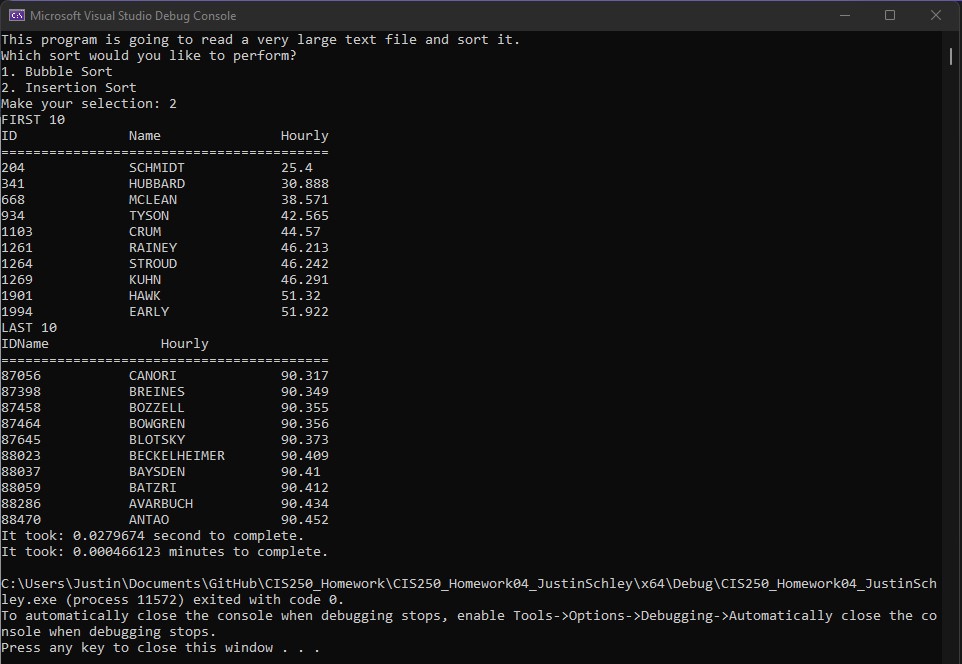 Microsoft Visual Studio Debug Console
This program is going to read a very large text file and sort it.
Which sort would you like to perform?
1. Bubble Sort
2. Insertion Sort
Make your selection: 2
FIRST 10
ID              Name               Hourly
=========================================
204             SCHMIDT            25.4
341             HUBBARD            30.888
668             MCLEAN             38.571
934             TYSON              42.565
1103            CRUM               44.57
1261            RAINEY             46.213
1264            STROUD             46.242
1269            KUHN               46.291
1901            HAWK               51.32
1994            EARLY              51.922
LAST 10
IDName              Hourly
=========================================
87056           CANORI             90.317
87398           BREINES            90.349
87458           BOZZELL            90.355
87464           BOWGREN            90.356
87645           BLOTSKY            90.373
88023           BECKELHEIMER       90.409
88037           BAYSDEN            90.41
88059           BATZRI             90.412
88286           AVARBUCH           90.434
88470           ANTAO              90.452
It took: 0.0279674 second to complete.
It took: 0.000466123 minutes to complete.

C:\Users\Justin\Documents\GitHub\CIS250_Homework\CIS250_Homework04_JustinSchley\x64\Debug\CIS250_Homework04_JustinSch
ley.exe (process 11572) exited with code 0.
To automatically close the console when debugging stops, enable Tools->Options->Debugging->Automatically close the co
nsole when debugging stops.
Press any key to close this window . . .